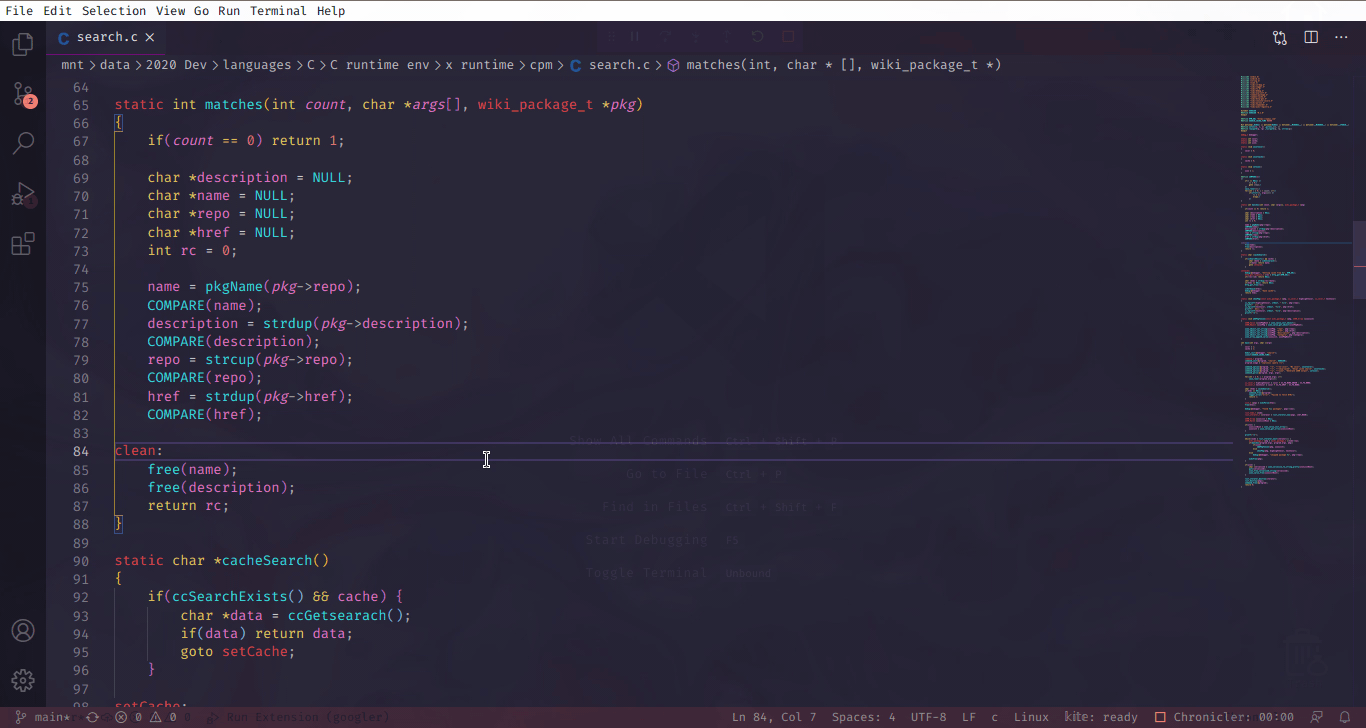 File Edit Selection View Go Run Terminal Help
search.c
mnt > data > 2020 Dev > languages > C > C runtime env > x runtime > cpm > C search.c > matches(int, char * [], wiki_package_t *)
2
64
65 static int matches(int count, char *args[], wiki_package_t *pkg)
66 {
67 if(count == 0) return 1;
68
69 char *description = NULL;
70 char *name = NULL;
71 char *repo = NULL;
72 char *href = NULL;
73 int rc = 0;
74
75 name = pkgName(pkg->repo);
76 COMPARE(name);
77 description = strdup(pkg->description);
78 COMPARE(description);
79 repo = strcup(pkg->repo);
80 COMPARE(repo);
81 href = strdup(pkg->href);
82 COMPARE(href);
83
84 clean:
85 free(name);
86 free(description);
87 return rc;
88 }
89
90 static char *cacheSearch()
91 {
92 if(ccSearchExists() && cache) {
93 char *data = ccGetsearach();
94 if(data) return data;
95 goto setCache;
96 }
97
98 setCache:
Show All Commands Ctrl + Shift + P
Go to File Ctrl + P
Find in Files Ctrl + Shift + F
Start Debugging F5
Toggle Terminal unbound
main* 0 0 Run Extension (googler) Ln 84, Col 7 Spaces: 4 UTF-8 LF c Linux kite: ready Chronicler: 00:00